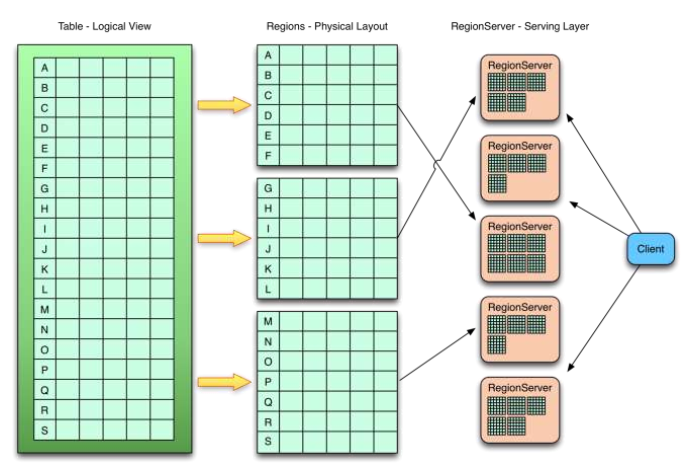 Table - Logical View
Regions - Physical Layout
RegionServer - Serving Layer
A
B
C
D
E
F
G
H
I
J
K
L
M
N
O
P
Q
R
S
A
B
C
D
E
F
G
H
I
J
K
L
M
N
O
P
Q
R
S
RegionServer
RegionServer
RegionServer
RegionServer
RegionServer
Client